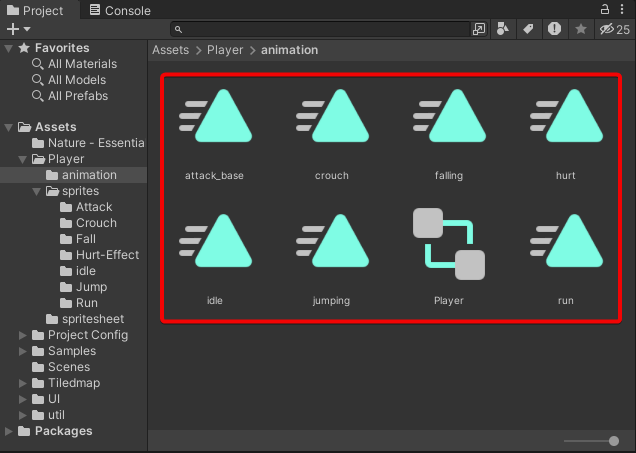 Project
Console
25
Favorites
All Materials
All Models
All Prefabs
Assets
Nature - Essentia
Player
animation
sprites
Attack
Crouch
Fall
Hurt-Effect
idle
Jump
Run
spritesheet
Project Config
Samples
Scenes
Tiledmap
UI
util
Packages
Assets > Player > animation
attack_base
crouch
falling
hurt
idle
jumping
Player
run